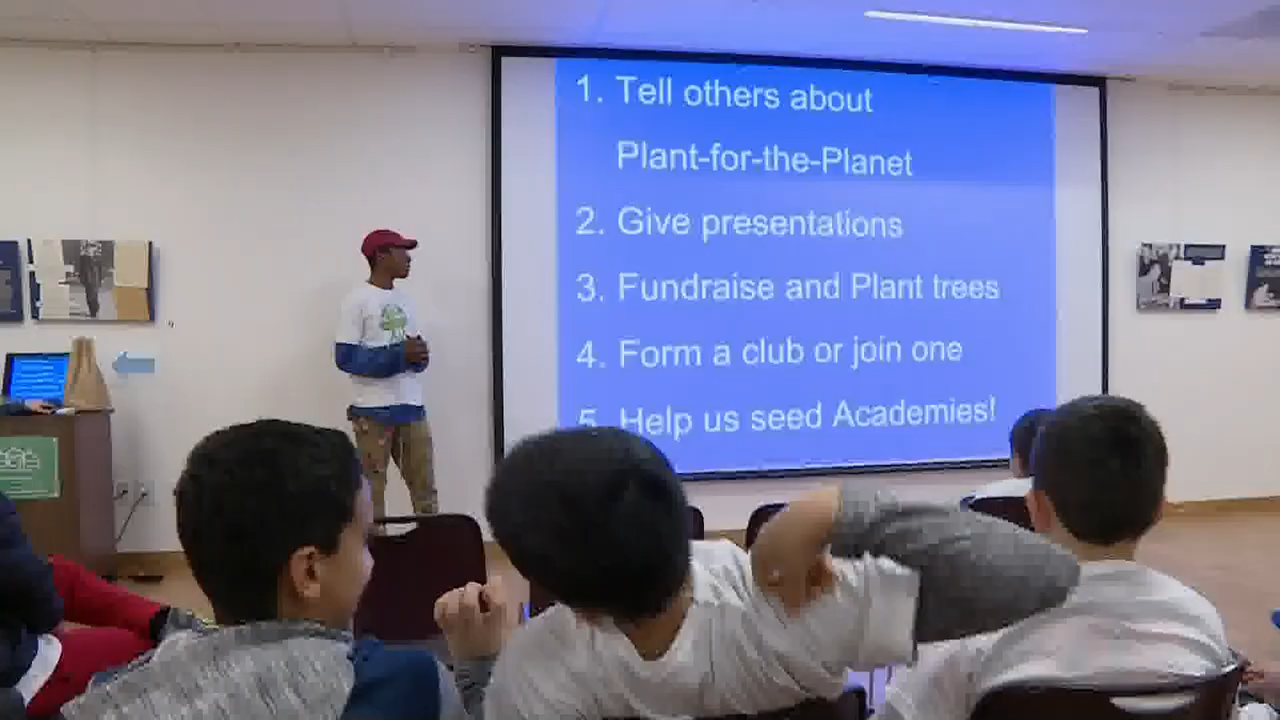 1. Tell others about
Plant-for-the-Planet
2. Give presentations
3. Fundraise and Plant trees
4. Form a club or join one
5. Help us seed Academies!